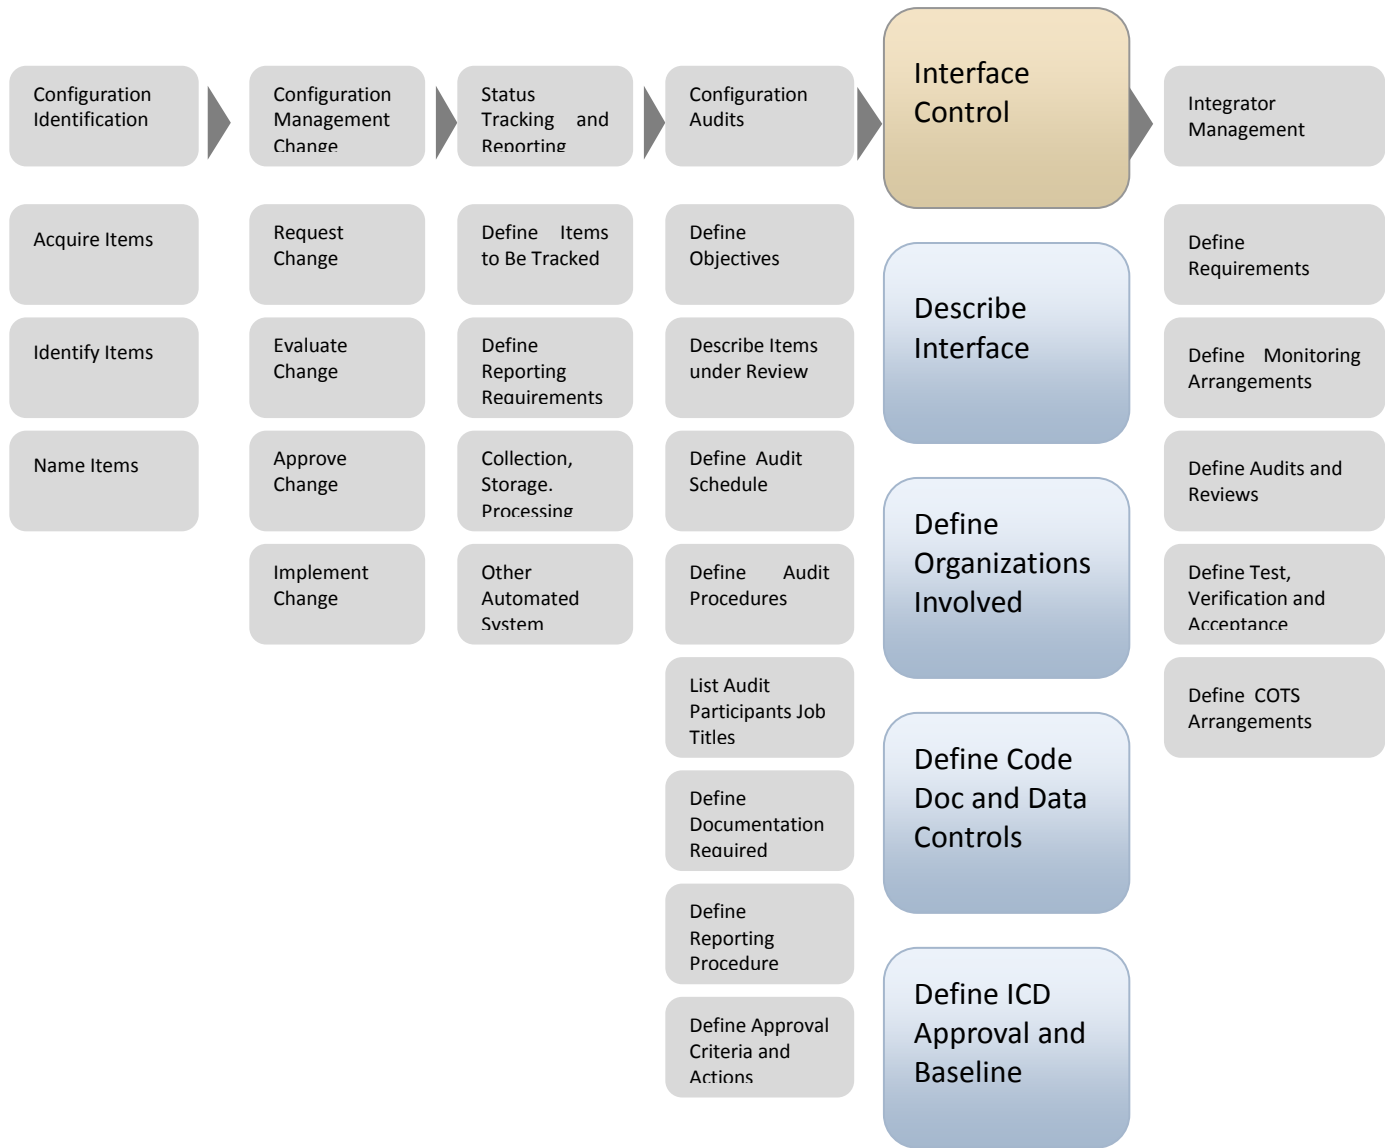 Configuration
Identification
Configuration
Management
Change
Status
Tracking and
Reporting
Configuration
Audits
Interface
Control
Integrator
Management
Acquire Items
Identify Items
Name Items
Request
Change
Evaluate
Change
Approve
Change
Implement
Change
Define Items
to Be Tracked
Define
Reporting
Requirements
Collection,
Storage.
Processing
Other
Automated
System
Define
Objectives
Describe Items
under Review
Define Audit
Schedule
Define Audit
Procedures
List Audit
Participants Job
Titles
Define
Documentation
Required
Define
Reporting
Procedure
Define Approval
Criteria and
Actions
Describe
Interface
Define
Organizations
Involved
Define Code
Doc and Data
Controls
Define ICD
Approval and
Baseline
Define
Requirements
Define Monitoring
Arrangements
Define Audits and
Reviews
Define Test,
Verification and
Acceptance
Define COTS
Arrangements